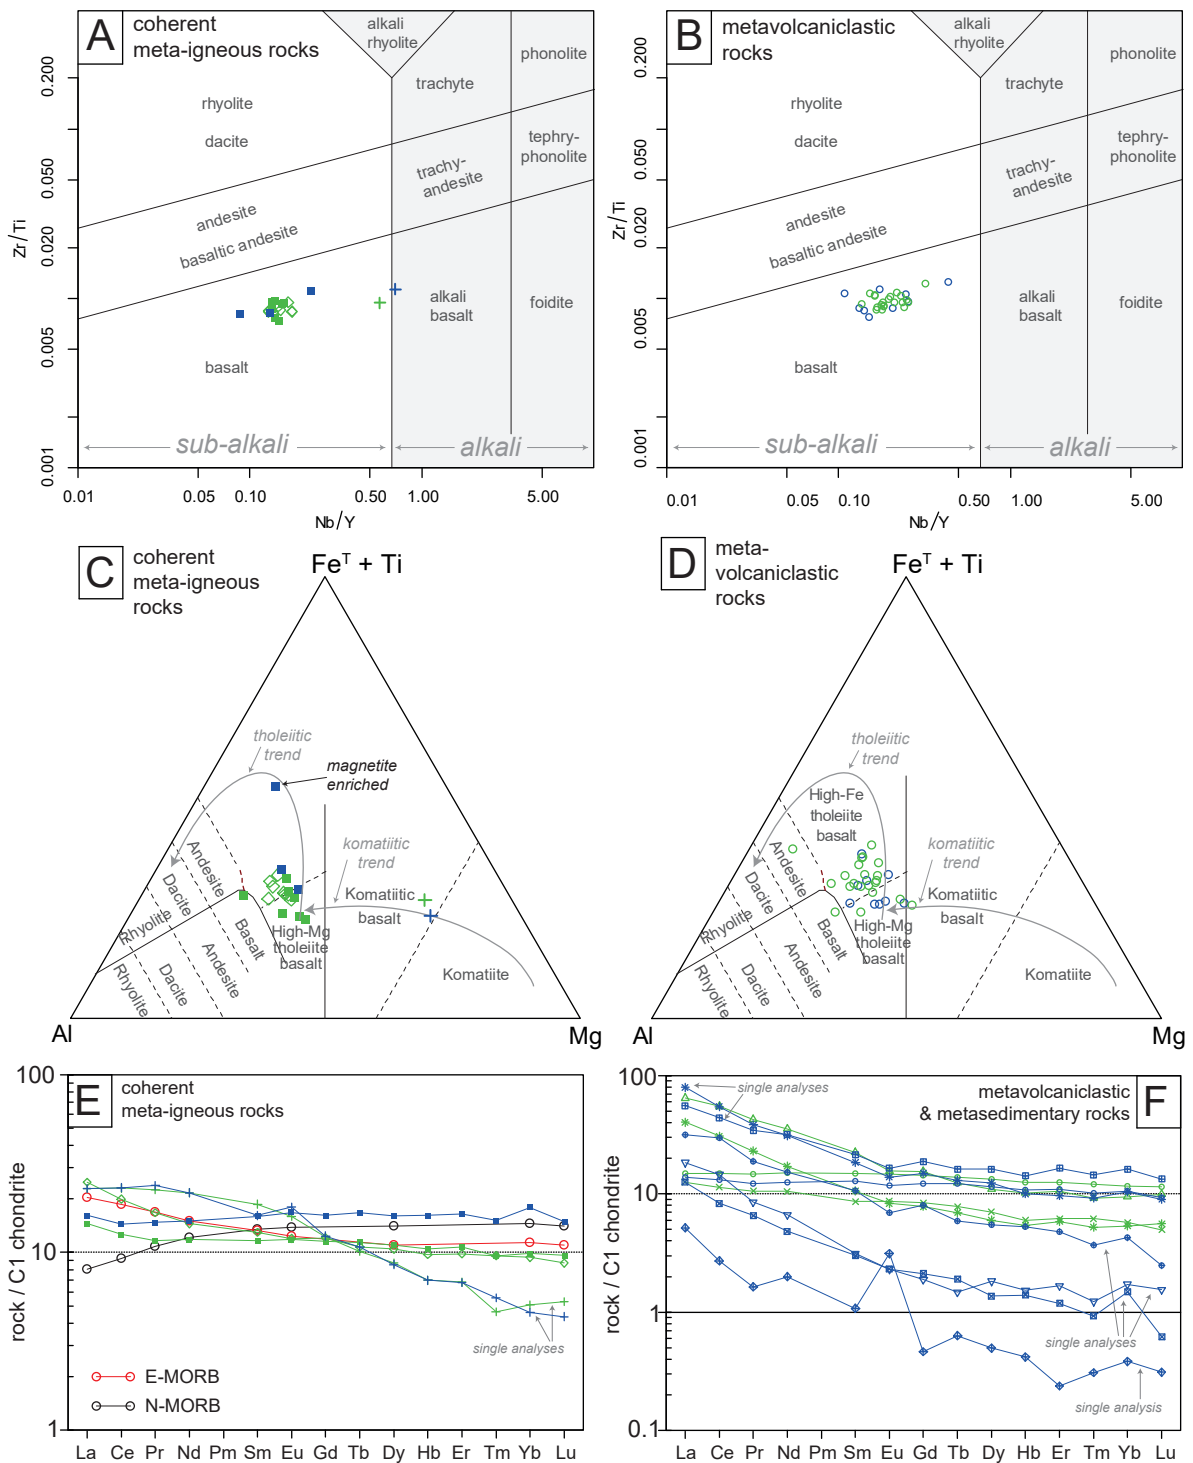 A
coherent
meta-igneous rocks
alkali
rhyolite
phonolite
trachyte
rhyolite
dacite
tephry-
phonolite
trachy-
andesite
andesite
basaltic andesite
alkali
basalt
foidite
basalt
sub-alkali
alkali
Zr/Ti
0.200
0.050
0.020
0.005
0.001
0.01
0.05
0.10
0.50
1.00
5.00
Nb/Y
B
metavolcaniclastic
rocks
alkali
rhyolite
phonolite
trachyte
rhyolite
dacite
tephry-
phonolite
trachy-
andesite
andesite
basaltic andesite
alkali
basalt
foidite
basalt
sub-alkali
alkali
Zr/Ti
0.200
0.050
0.020
0.005
0.001
0.01
0.05
0.10
0.50
1.00
5.00
Nb/Y
C
coherent
meta-igneous
rocks
Feᵀ + Ti
tholeiitic
trend
magnetite
enriched
komatiitic
trend
Andesite
Dacite
Rhyolite
Komatiitic
basalt
Basalt
High-Mg
tholeiite
basalt
Andesite
Dacite
Rhyolite
Komatiite
Al
Mg
D
meta-
volcaniclastic
rocks
Feᵀ + Ti
tholeiitic
trend
High-Fe
tholeiite
basalt
komatiitic
trend
Andesite
Dacite
Rhyolite
Komatiitic
basalt
Basalt
High-Mg
tholeiite
basalt
Andesite
Dacite
Rhyolite
Komatiite
Al
Mg
E
coherent
meta-igneous rocks
rock / C1 chondrite
100
10
1
single analyses
E-MORB
N-MORB
La Ce Pr Nd Pm Sm Eu Gd Tb Dy Hb Er Tm Yb Lu
F
single analyses
metavolcaniclastic
& metasedimentary rocks
rock / C1 chondrite
100
10
1
0.1
single analyses
single analysis
La Ce Pr Nd Pm Sm Eu Gd Tb Dy Hb Er Tm Yb Lu